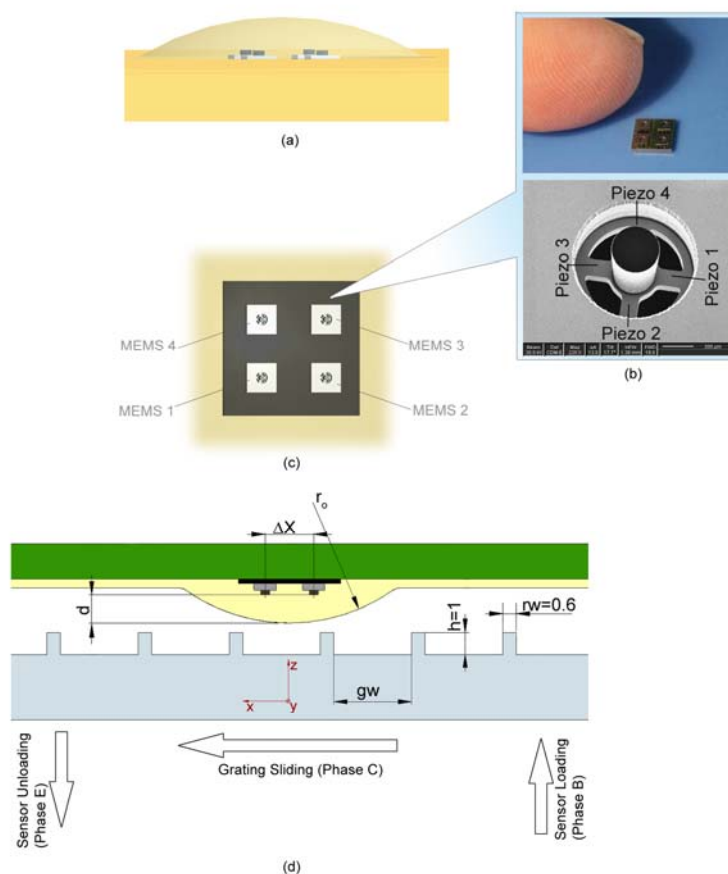 (a)
Piezo 4
Piezo 3
Piezo 1
Piezo 2
(b)
MEMS 4
MEMS 3
MEMS 1
MEMS 2
(c)
r₀
ΔX
d
h=1
rw=0.6
z
x
y
gw
Sensor Unloading
(Phase E)
Grating Sliding (Phase C)
Sensor Loading
(Phase B)
(d)